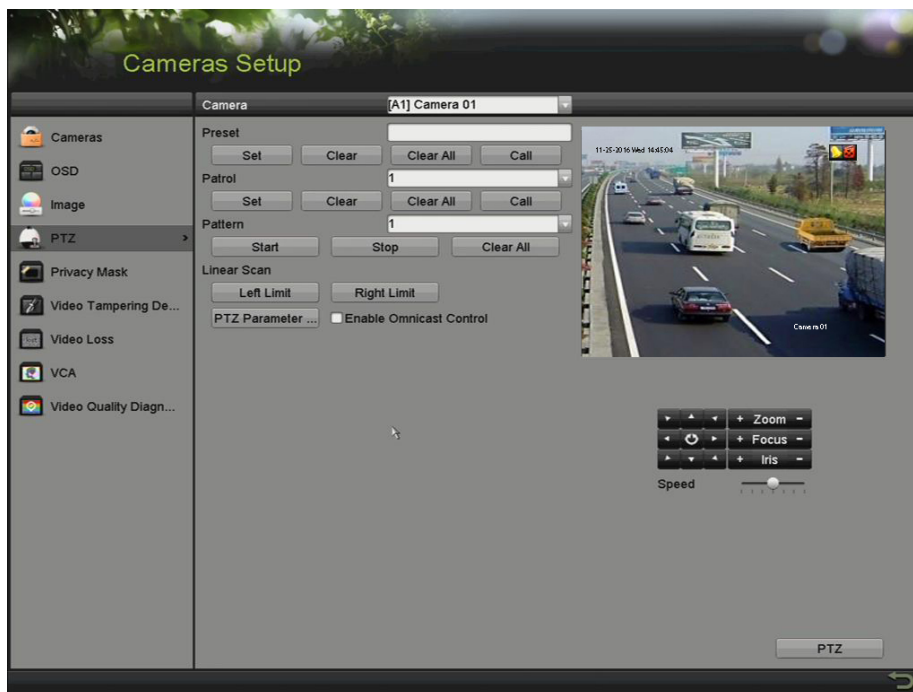 Cameras Setup
Camera [A1] Camera 01
Cameras
OSD
Image
PTZ
Privacy Mask
Video Tampering De...
Video Loss
VCA
Video Quality Diagn...
Preset
Set Clear Clear All Call
Patrol 1
Set Clear Clear All Call
Pattern 1
Start Stop Clear All
Linear Scan
Left Limit Right Limit
PTZ Parameter ... Enable Omnicast Control
11-25-2016 Wed 14:45:04
Camera 01
+ Zoom -
+ Focus -
+ Iris -
Speed
PTZ